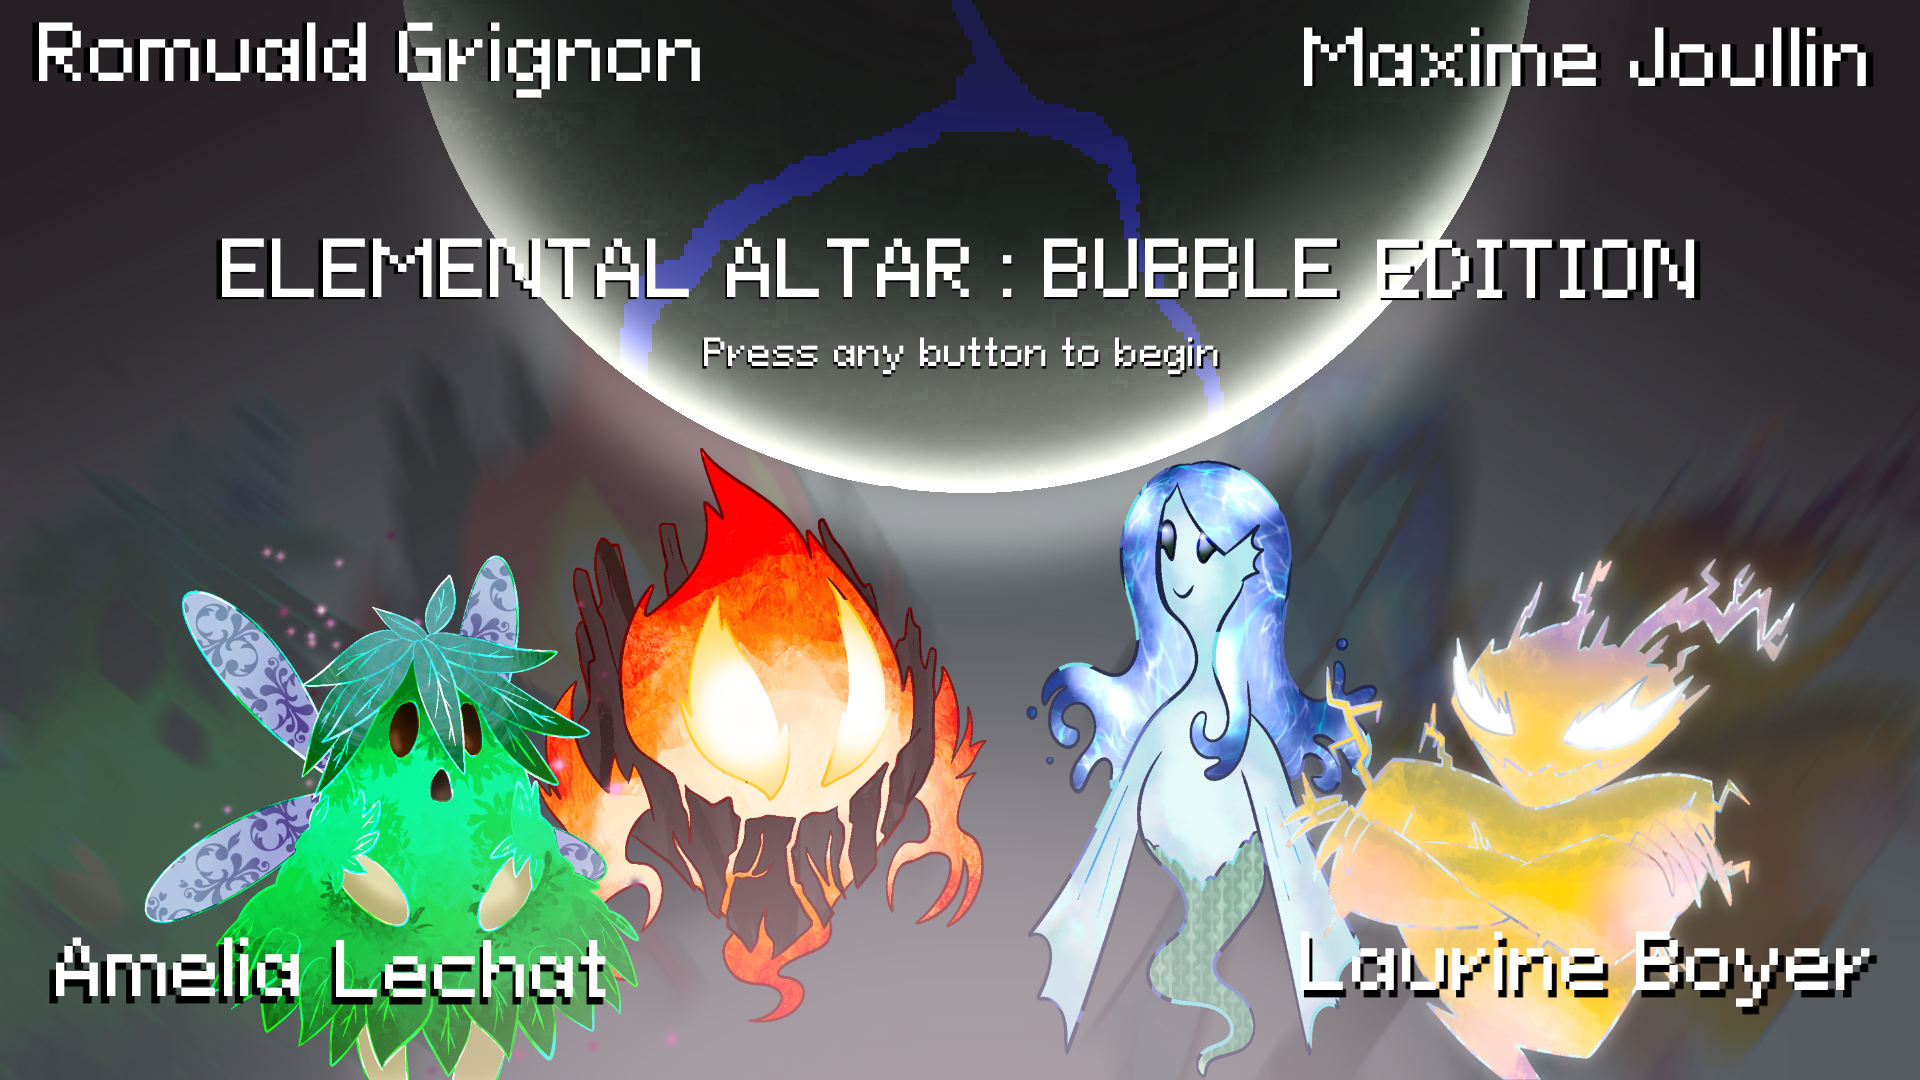 Romuald Grignon
Maxime Joullin
ELEMENTAL ALTAR : BUBBLE EDITION
Press any button to begin
Amelia Lechat
Laurine Boyer